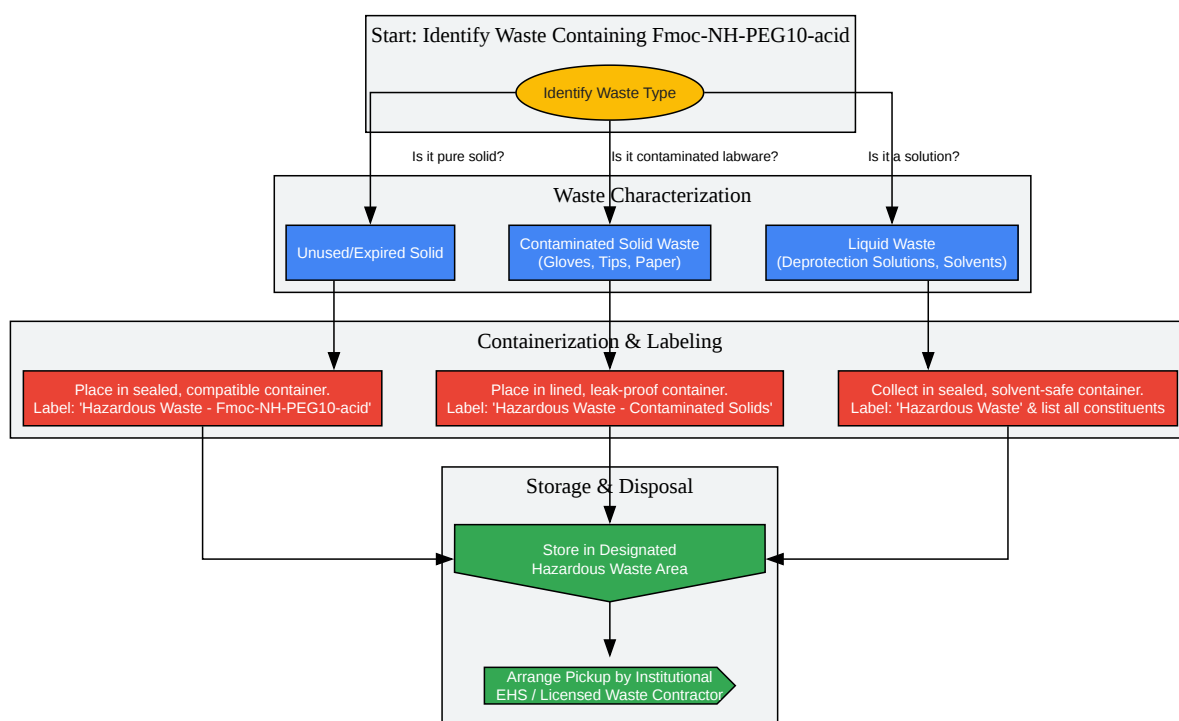 Start: Identify Waste Containing Fmoc-NH-PEG10-acid
Identify Waste Type
Is it pure solid?
Is it contaminated labware?
Is it a solution?
Waste Characterization
Unused/Expired Solid
Contaminated Solid Waste
(Gloves, Tips, Paper)
Liquid Waste
(Deprotection Solutions, Solvents)
Containerization & Labeling
Place in sealed, compatible container.
Label: 'Hazardous Waste - Fmoc-NH-PEG10-acid'
Place in lined, leak-proof container.
Label: 'Hazardous Waste - Contaminated Solids'
Collect in sealed, solvent-safe container.
Label: 'Hazardous Waste' & list all constituents
Storage & Disposal
Store in Designated
Hazardous Waste Area
Arrange Pickup by Institutional
EHS / Licensed Waste Contractor